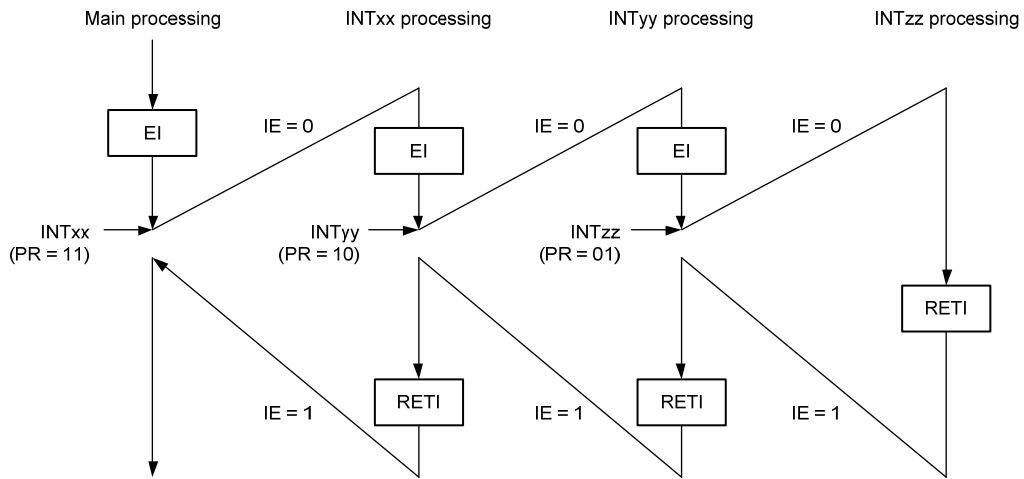 Main processing
INTxx processing
INTyy processing
INTzz processing
EI
IE = 0
EI
IE = 0
EI
IE = 0
INTxx
(PR = 11)
INTyy
(PR = 10)
INTzz
(PR = 01)
RETI
IE = 1
RETI
IE = 1
RETI
IE = 1